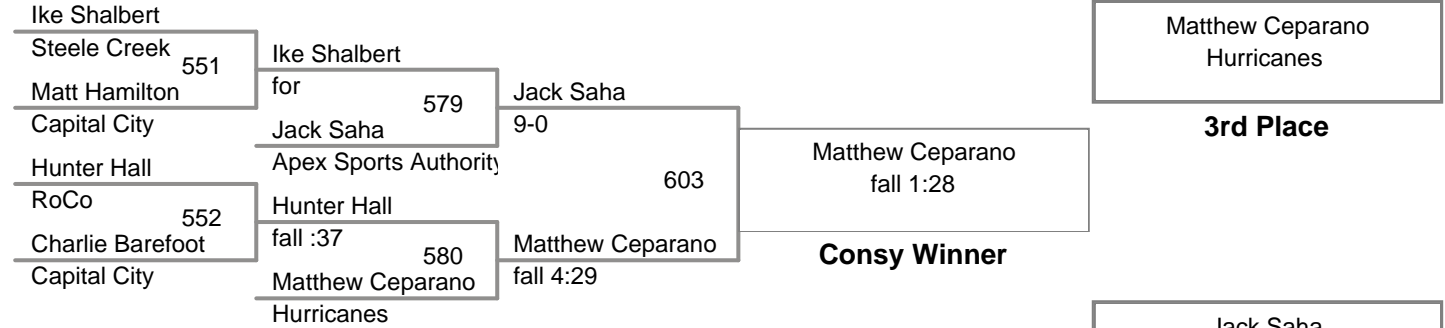 Ike Shalbert
Steele Creek
551
Matt Hamilton
Capital City
Hunter Hall
RoCo
552
Charlie Barefoot
Capital City
Ike Shalbert
for
579
Jack Saha
Apex Sports Authority
Hunter Hall
fall :37
580
Matthew Ceparano
Hurricanes
Jack Saha
9-0
603
Matthew Ceparano
fall 4:29
Matthew Ceparano
fall 1:28
Consy Winner
Matthew Ceparano
Hurricanes
3rd Place
Jack Saha